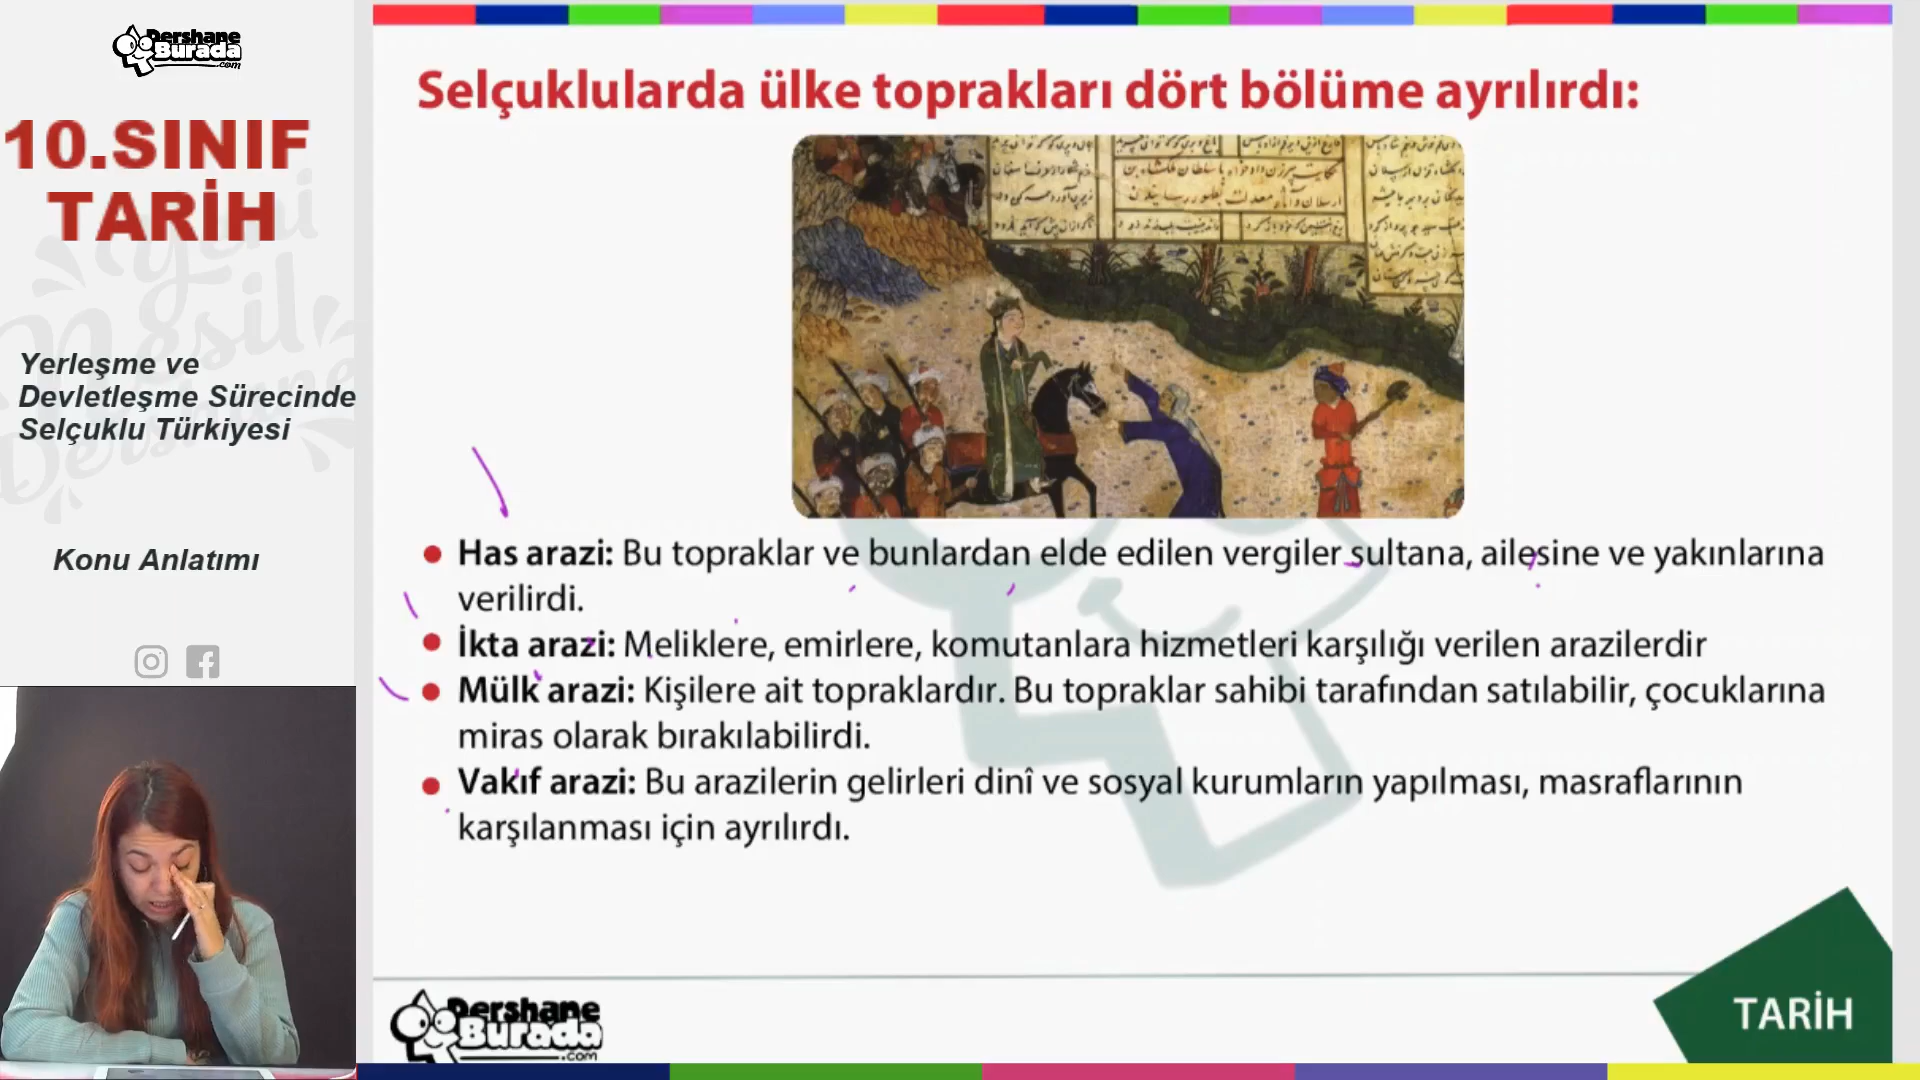 Dershane
Burada
.com
10.SINIF
TARİH
Yerleşme ve
Devletleşme Sürecinde
Selçuklu Türkiyesi
Konu Anlatımı
Selçuklularda ülke toprakları dört bölüme ayrılırdı:
Has arazi: Bu topraklar ve bunlardan elde edilen vergiler sultana, ailesine ve yakınlarına
verilirdi.
İkta arazi: Meliklere, emirlere, komutanlara hizmetleri karşılığı verilen arazilerdir
Mülk arazi: Kişilere ait topraklardır. Bu topraklar sahibi tarafından satılabilir, çocuklarına
miras olarak bırakılabilirdi.
Vakıf arazi: Bu arazilerin gelirleri dinî ve sosyal kurumların yapılması, masraflarının
karşılanması için ayrılırdı.
Dershane
Burada
.com
TARİH